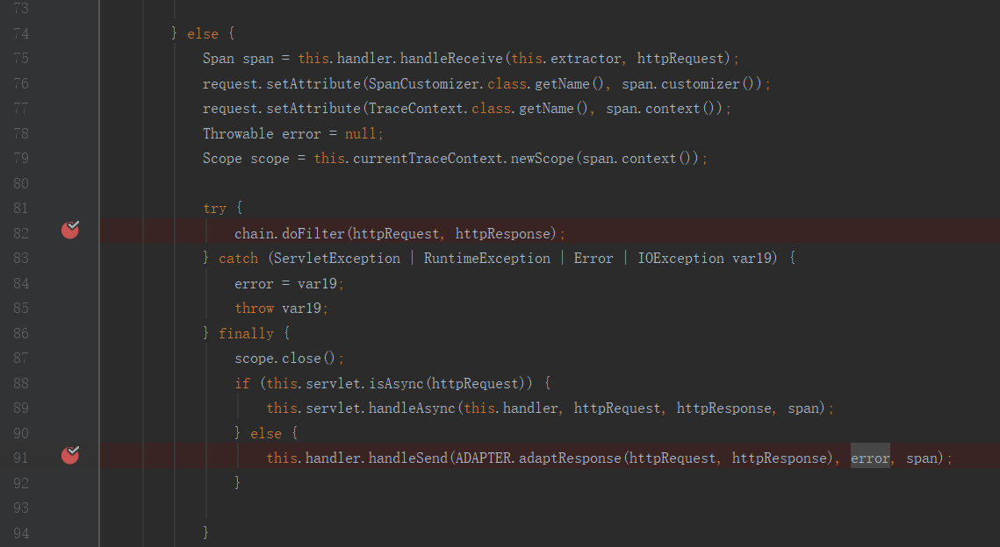 73
74 } else {
75 Span span = this.handler.handleReceive(this.extractor, httpRequest);
76 request.setAttribute(SpanCustomizer.class.getName(), span.customizer());
77 request.setAttribute(TraceContext.class.getName(), span.context());
78 Throwable error = null;
79 Scope scope = this.currentTraceContext.newScope(span.context());
80
81 try {
82 chain.doFilter(httpRequest, httpResponse);
83 } catch (ServletException | RuntimeException | Error | IOException var19) {
84 error = var19;
85 throw var19;
86 } finally {
87 scope.close();
88 if (this.servlet.isAsync(httpRequest)) {
89 this.servlet.handleAsync(this.handler, httpRequest, httpResponse, span);
90 } else {
91 this.handler.handleSend(ADAPTER.adaptResponse(httpRequest, httpResponse), error, span);
92 }
93
94 }